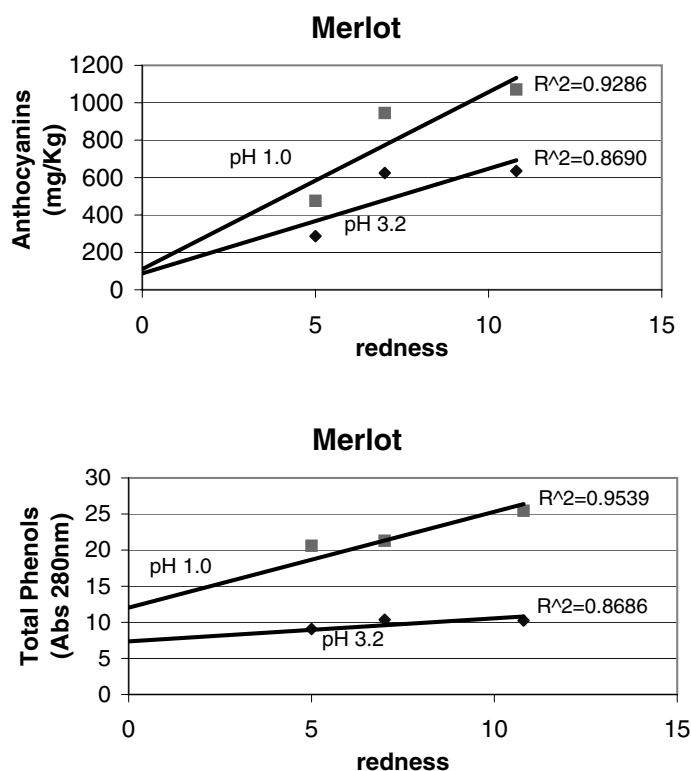 Merlot
1200
1000
800
600
400
200
0
Anthocyanins
(mg/Kg)
R^2=0.9286
pH 1.0
R^2=0.8690
pH 3.2
0 5 10 15
redness
Merlot
30
25
20
15
10
5
0
Total Phenols
(Abs 280nm)
R^2=0.9539
pH 1.0
R^2=0.8686
pH 3.2
0 5 10 15
redness